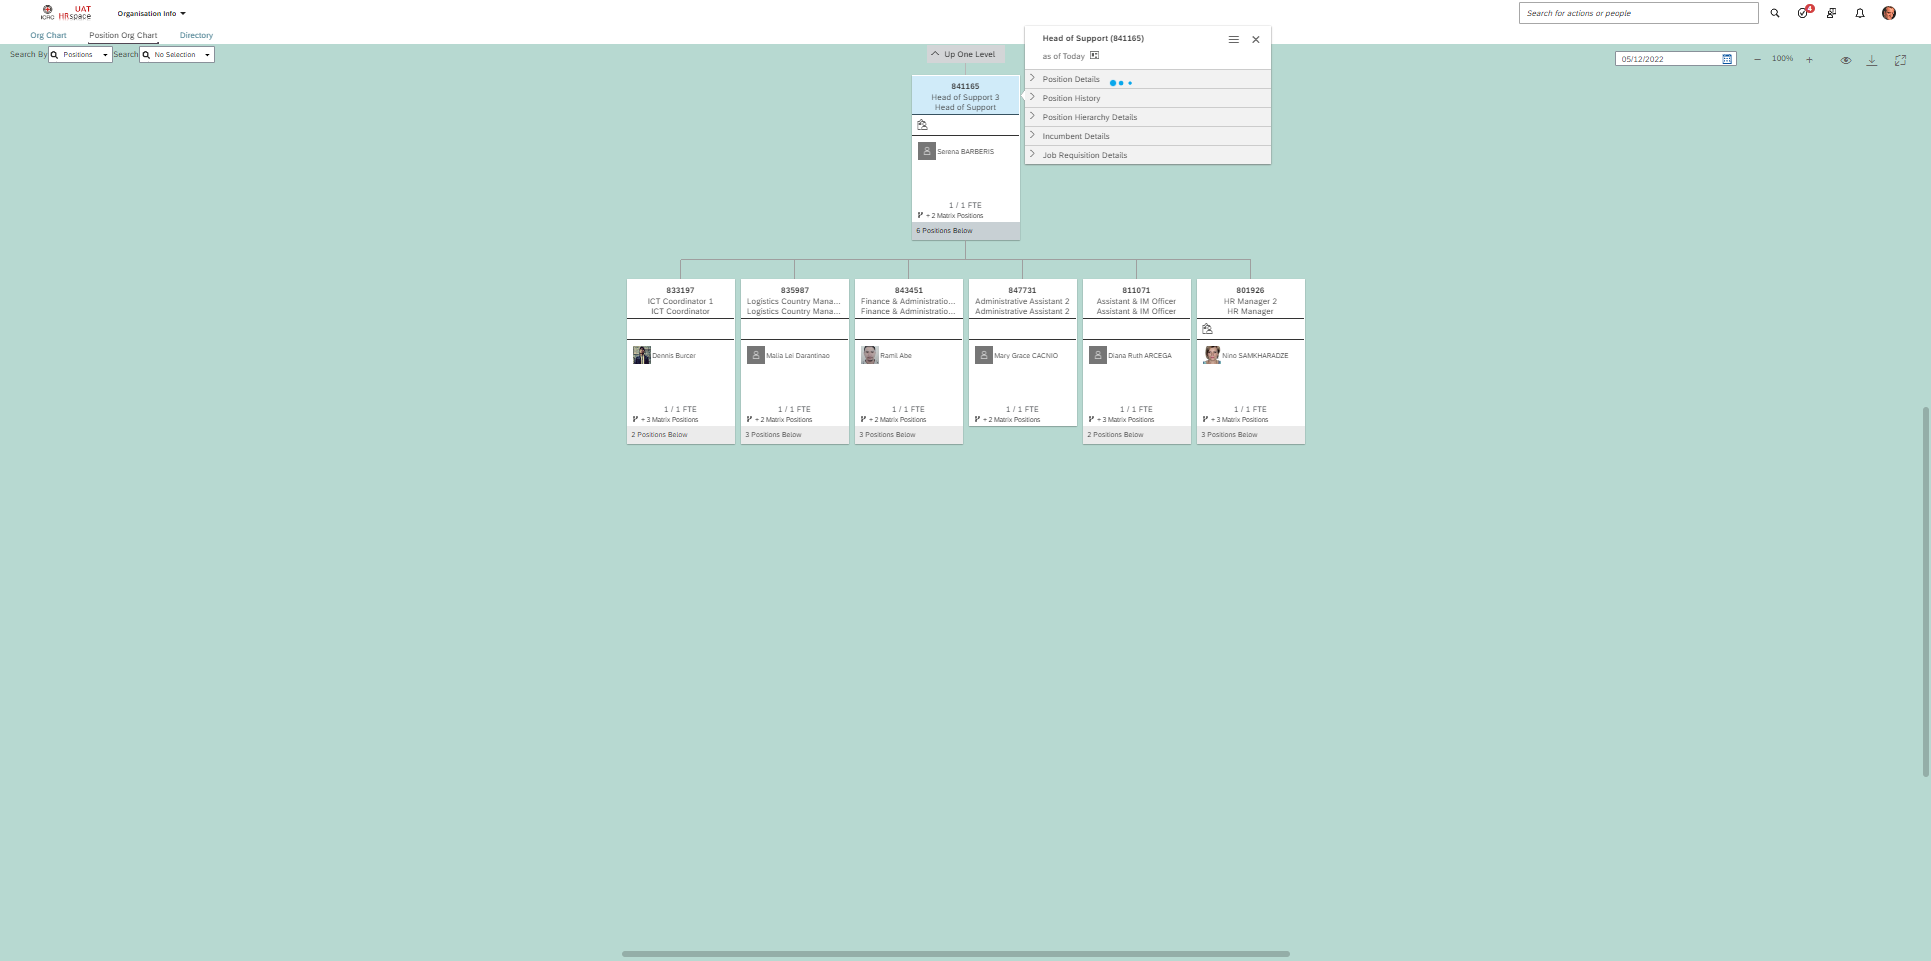 ICRC
UAT
HRspace
Organisation Info
Search for actions or people
4
Org Chart
Position Org Chart
Directory
Search By
Positions
Search
No Selection
Up One Level
05/12/2022
100%
Head of Support (841165)
as of Today
Position Details
Position History
Position Hierarchy Details
Incumbent Details
Job Requisition Details
841165
Head of Support 3
Head of Support
Serena BARBERIS
1 / 1 FTE
+ 2 Matrix Positions
6 Positions Below
833197
ICT Coordinator 1
ICT Coordinator
Dennis Burcer
1 / 1 FTE
+ 3 Matrix Positions
2 Positions Below
835987
Logistics Country Mana...
Logistics Country Mana...
Malia Lei Darantinao
1 / 1 FTE
+ 2 Matrix Positions
3 Positions Below
843451
Finance & Administratio...
Finance & Administratio...
Ramil Abe
1 / 1 FTE
+ 2 Matrix Positions
3 Positions Below
847731
Administrative Assistant 2
Administrative Assistant 2
Mary Grace CACNIO
1 / 1 FTE
+ 2 Matrix Positions
811071
Assistant & IM Officer
Assistant & IM Officer
Diana Ruth ARCEGA
1 / 1 FTE
+ 3 Matrix Positions
2 Positions Below
801926
HR Manager 2
HR Manager
Nino SAMKHARADZE
1 / 1 FTE
+ 3 Matrix Positions
3 Positions Below